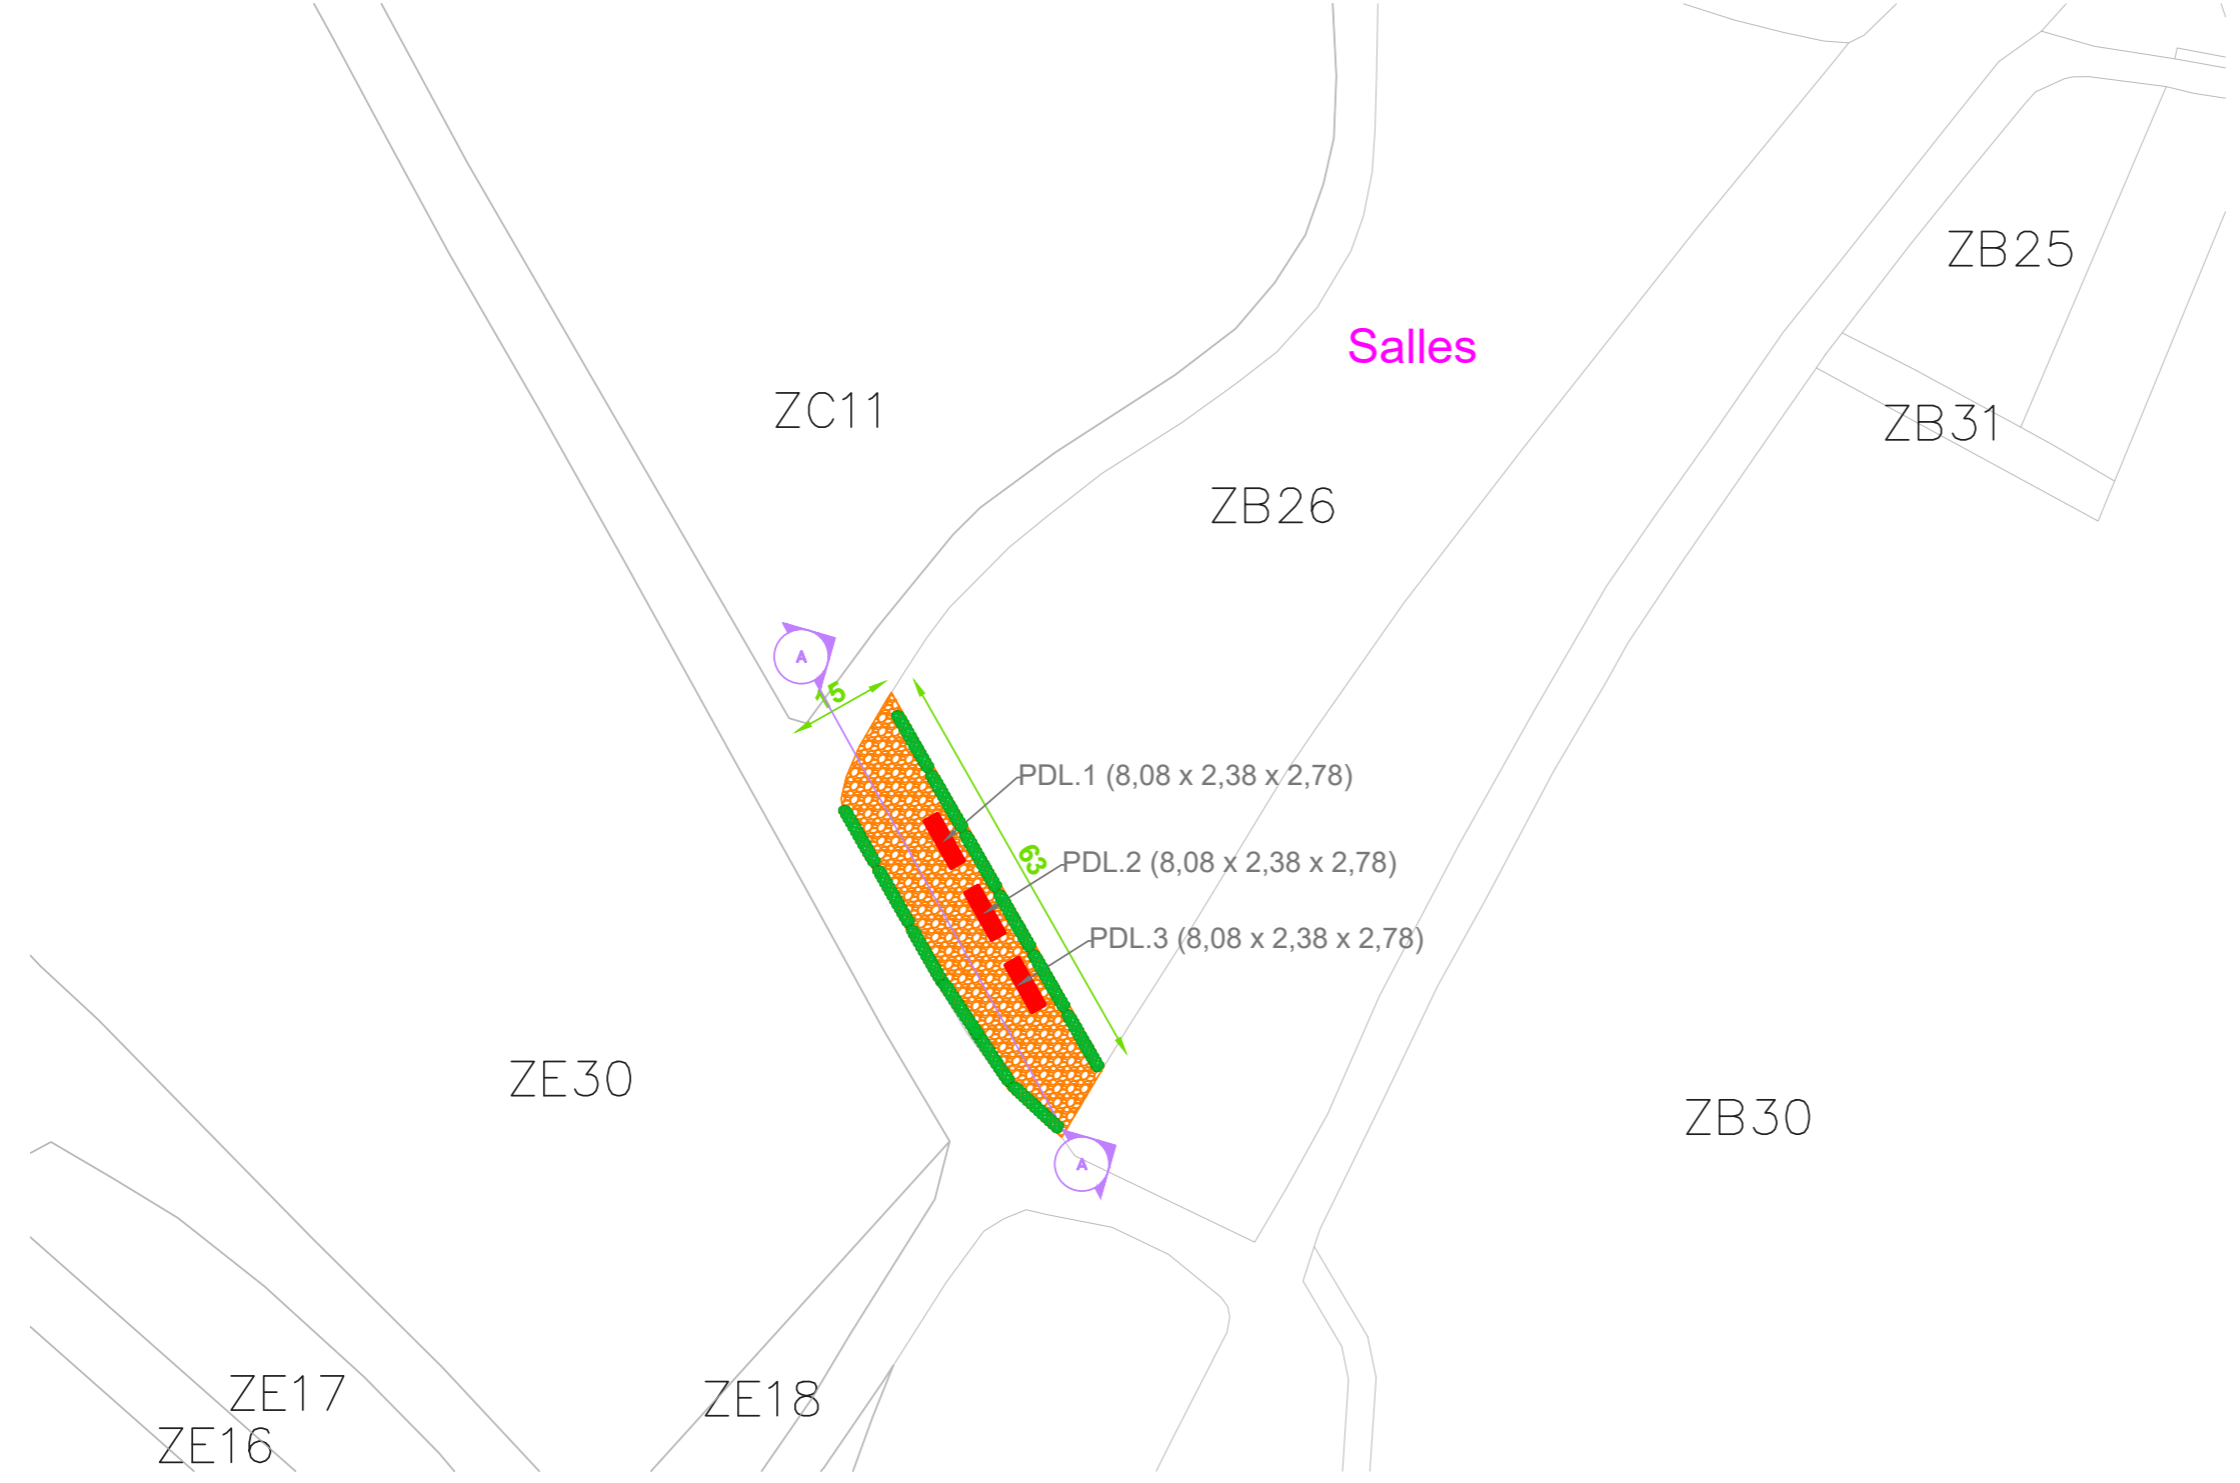 ZB25
Salles
ZC11
ZB31
ZB26
A
15
PDL.1 (8,08 x 2,38 x 2,78)
63
PDL.2 (8,08 x 2,38 x 2,78)
PDL.3 (8,08 x 2,38 x 2,78)
ZE30
ZB30
A
ZE17
ZE18
ZE16